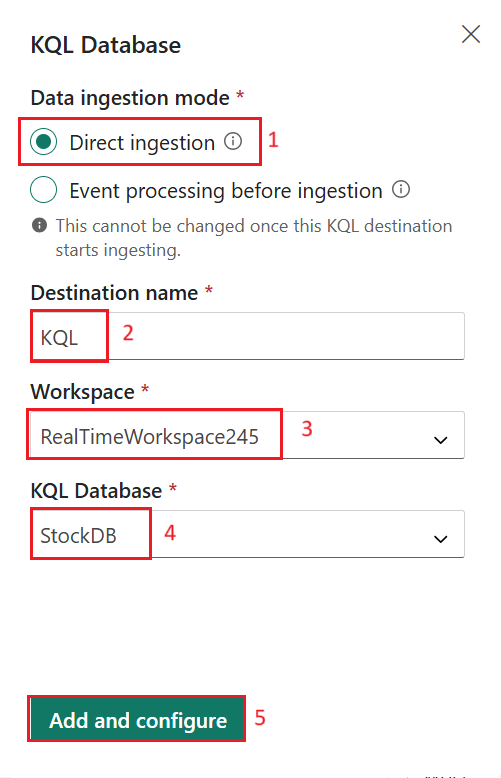 KQL Database
Data ingestion mode *
Direct ingestion 1
Event processing before ingestion
This cannot be changed once this KQL destination
starts ingesting.
Destination name *
KQL 2
Workspace *
RealTimeWorkspace245 3
KQL Database *
StockDB 4
Add and configure 5